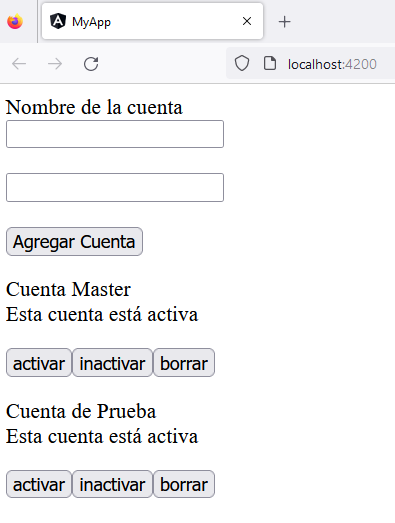 MyApp
localhost:4200
Nombre de la cuenta
Agregar Cuenta
Cuenta Master
Esta cuenta está activa
activar inactivar borrar
Cuenta de Prueba
Esta cuenta está activa
activar inactivar borrar